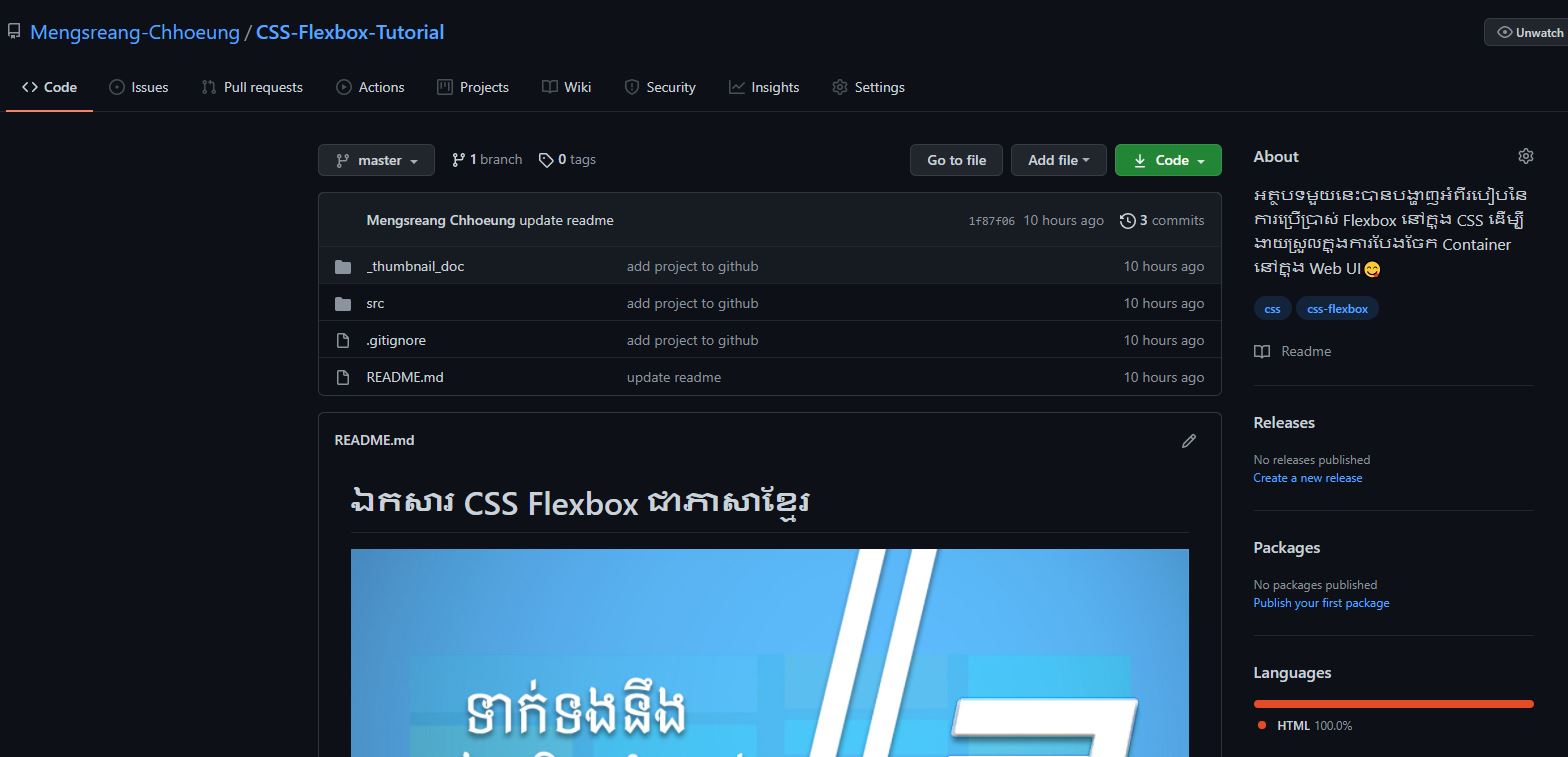 Mengsreang-Chhoeung / CSS-Flexbox-Tutorial
Unwatch
Code Issues Pull requests Actions Projects Wiki Security Insights Settings
master 1 branch 0 tags Go to file Add file Code
Mengsreang Chhoeung update readme 1f87f06 10 hours ago 3 commits
_thumbnail_doc add project to github 10 hours ago
src add project to github 10 hours ago
.gitignore add project to github 10 hours ago
README.md update readme 10 hours ago
README.md
ឯកសារ CSS Flexbox ជាភាសាខ្មែរ
ទាក់ទងនឹង
About
អត្ថបទមួយនេះបានបង្ហាញអំពីរបៀបនៃ
ការប្រើប្រាស់ Flexbox នៅក្នុង CSS ដើម្បី
ងាយស្រួលក្នុងការបែងចែក Container
នៅក្នុង Web UI😋
css css-flexbox
Readme
Releases
No releases published
Create a new release
Packages
No packages published
Publish your first package
Languages
HTML 100.0%